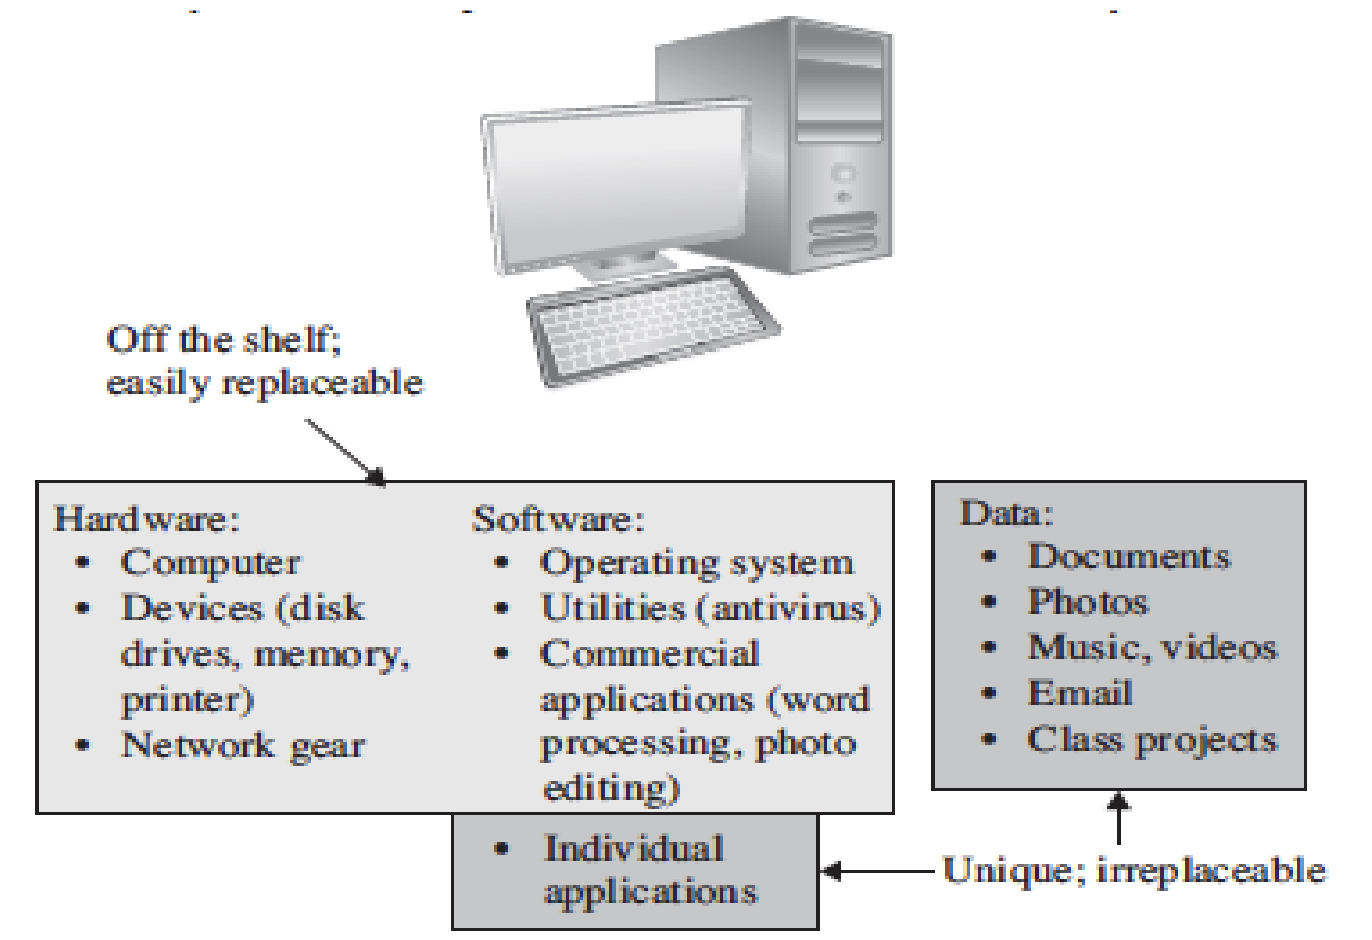 Off the shelf;
easily replaceable
Hardware:
• Computer
• Devices (disk
drives, memory,
printer)
• Network gear
Software:
• Operating system
• Utilities (antivirus)
• Commercial
applications (word
processing, photo
editing)
• Individual
applications
Data:
• Documents
• Photos
• Music, videos
• Email
• Class projects
Unique; irreplaceable